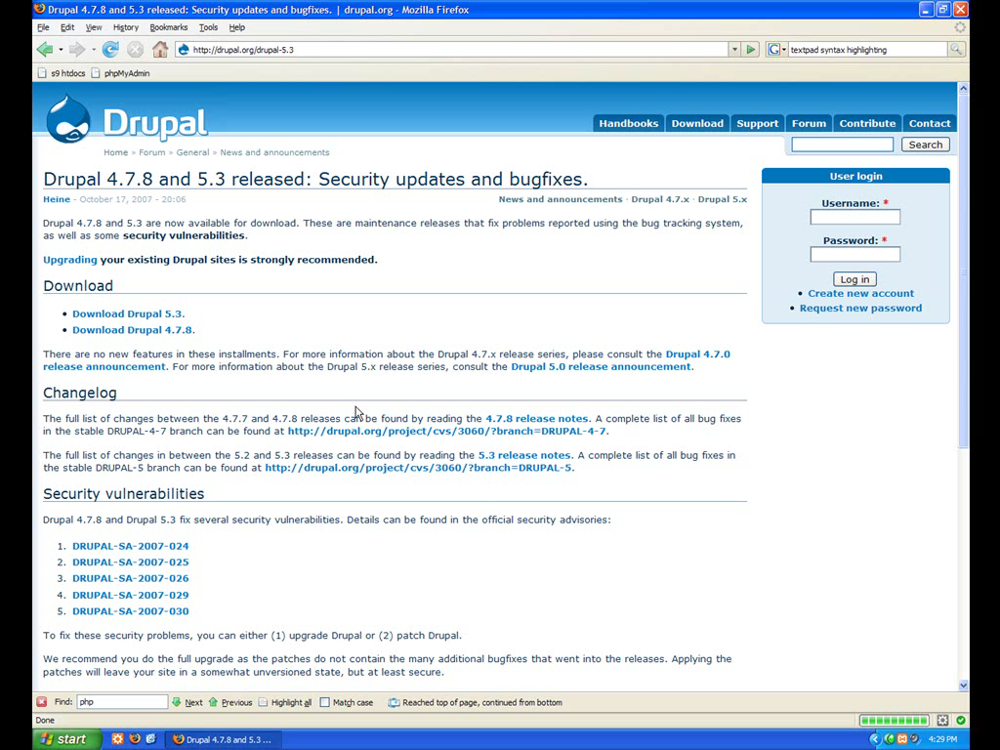 Drupal 4.7.8 and 5.3 released: Security updates and bugfixes. | drupal.org - Mozilla Firefox
File Edit View History Bookmarks Tools Help
http://drupal.org/drupal-5.3
textpad syntax highlighting
s9 htdocs phpMyAdmin
Drupal
Handbooks Download Support Forum Contribute Contact
Search
Home » Forum » General » News and announcements
Drupal 4.7.8 and 5.3 released: Security updates and bugfixes.
Heine - October 17, 2007 - 20:06
News and announcements · Drupal 4.7.x · Drupal 5.x
Drupal 4.7.8 and 5.3 are now available for download. These are maintenance releases that fix problems reported using the bug tracking system,
as well as some security vulnerabilities.
Upgrading your existing Drupal sites is strongly recommended.
Download
• Download Drupal 5.3.
• Download Drupal 4.7.8.
There are no new features in these installments. For more information about the Drupal 4.7.x release series, please consult the Drupal 4.7.0
release announcement. For more information about the Drupal 5.x release series, consult the Drupal 5.0 release announcement.
Changelog
The full list of changes between the 4.7.7 and 4.7.8 releases can be found by reading the 4.7.8 release notes. A complete list of all bug fixes
in the stable DRUPAL-4-7 branch can be found at http://drupal.org/project/cvs/3060/?branch=DRUPAL-4-7.
The full list of changes in between the 5.2 and 5.3 releases can be found by reading the 5.3 release notes. A complete list of all bug fixes in
the stable DRUPAL-5 branch can be found at http://drupal.org/project/cvs/3060/?branch=DRUPAL-5.
Security vulnerabilities
Drupal 4.7.8 and Drupal 5.3 fix several security vulnerabilities. Details can be found in the official security advisories:
1. DRUPAL-SA-2007-024
2. DRUPAL-SA-2007-025
3. DRUPAL-SA-2007-026
4. DRUPAL-SA-2007-029
5. DRUPAL-SA-2007-030
To fix these security problems, you can either (1) upgrade Drupal or (2) patch Drupal.
We recommend you do the full upgrade as the patches do not contain the many additional bugfixes that went into the releases. Applying the
patches will leave your site in a somewhat unversioned state, but at least secure.
User login
Username: *
Password: *
Log in
• Create new account
• Request new password
Find: php Next Previous Highlight all Match case Reached top of page, continued from bottom
Done
start Drupal 4.7.8 and 5.3 ... 4:29 PM